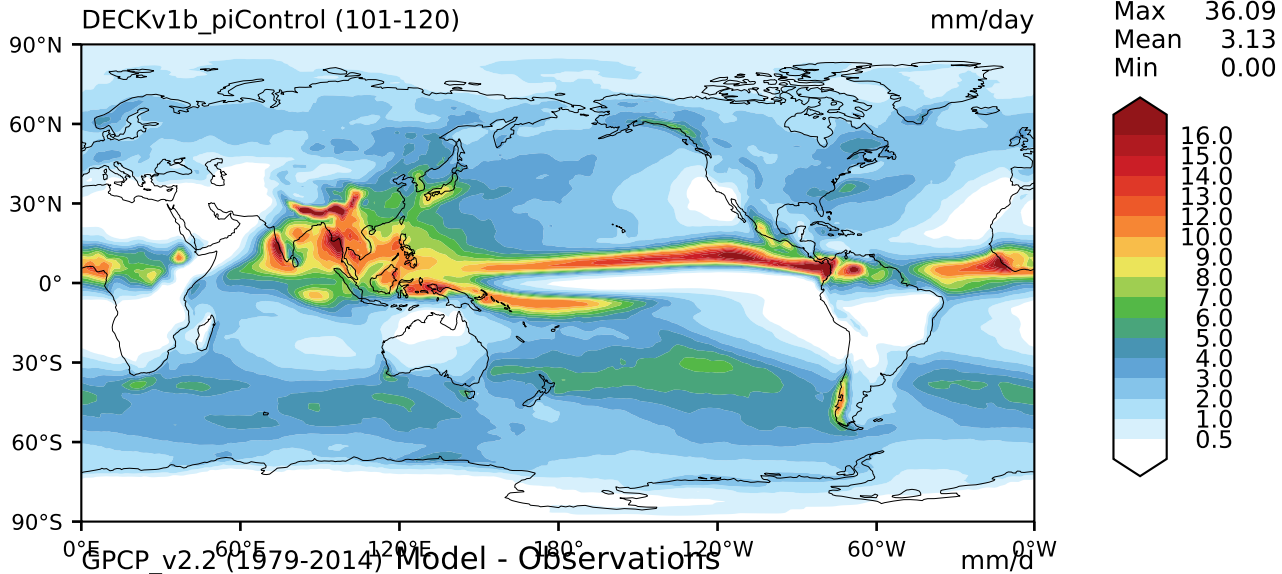 DECKv1b_piControl (101-120) mm/day
Max 36.09
Mean 3.13
Min 0.00
90°N
60°N
30°N
0°
30°S
60°S
90°S
16.0
15.0
14.0
13.0
12.0
10.0
9.0
8.0
7.0
6.0
5.0
4.0
3.0
2.0
1.0
0.5
0°E 60°E 120°E 180° 120°W 60°W 0°W
GPCP_v2.2 (1979-2014) Model - Observations mm/d